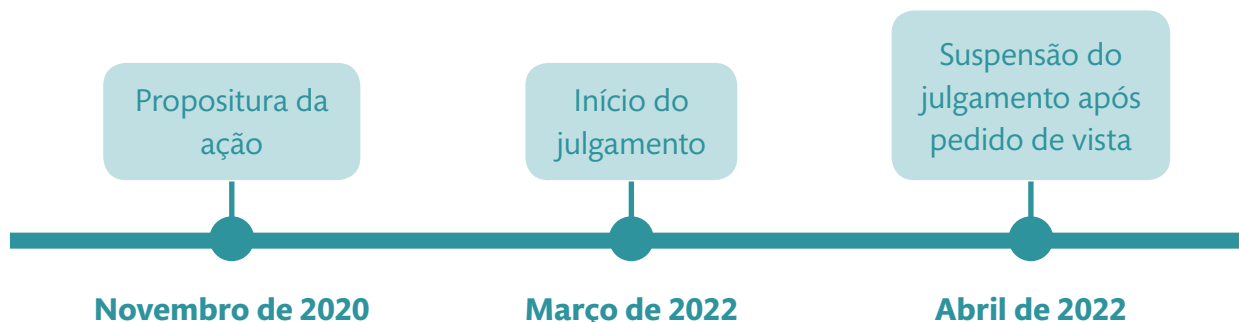 Propositura da
ação
Início do
julgamento
Suspensão do
julgamento após
pedido de vista
Novembro de 2020
Março de 2022
Abril de 2022